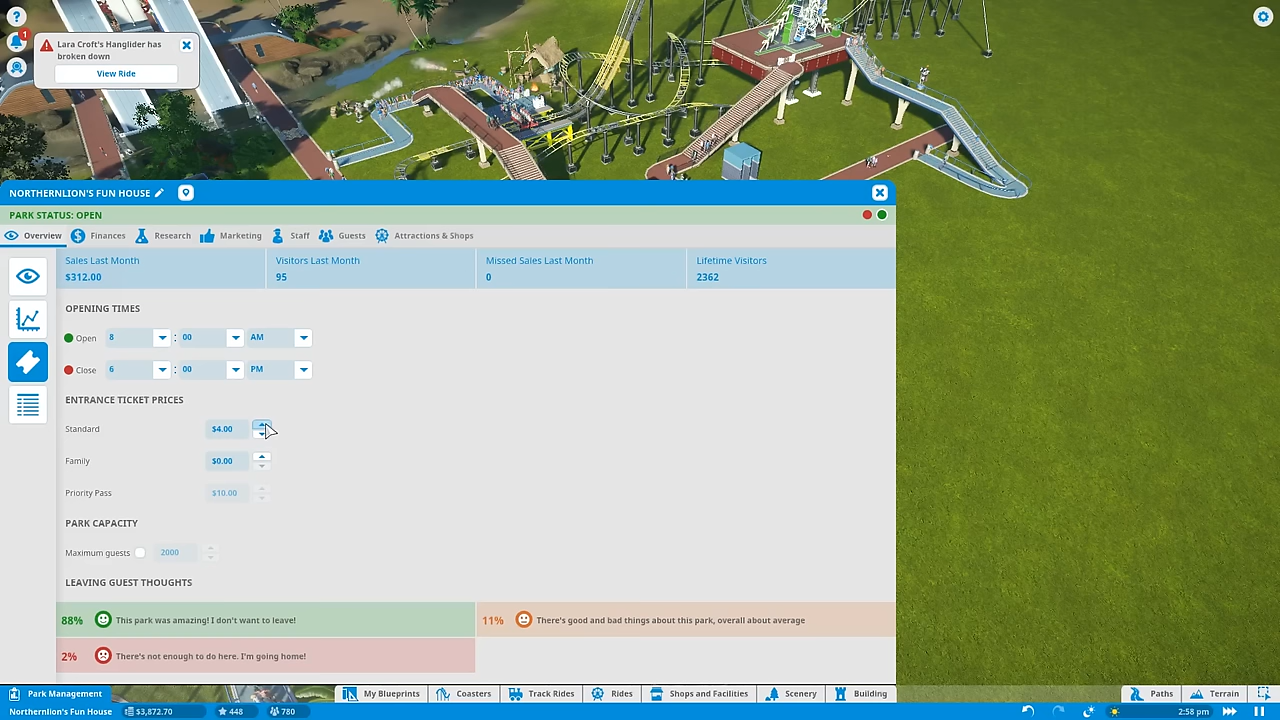 ?
1
Lara Croft's Hanglider has
broken down
View Ride
NORTHERNLION'S FUN HOUSE
PARK STATUS: OPEN
Overview Finances Research Marketing Staff Guests Attractions & Shops
Sales Last Month Visitors Last Month Missed Sales Last Month Lifetime Visitors
$312.00 95 0 2362
OPENING TIMES
Open 8 : 00 AM
Close 6 : 00 PM
ENTRANCE TICKET PRICES
Standard $4.00
Family $0.00
Priority Pass $10.00
PARK CAPACITY
Maximum guests 2000
LEAVING GUEST THOUGHTS
88% This park was amazing! I don't want to leave! 11% There's good and bad things about this park, overall about average
2% There's not enough to do here. I'm going home!
Park Management My Blueprints Coasters Track Rides Rides Shops and Facilities Scenery Building Paths Terrain
Northernlion's Fun House $3,872.70 448 780 2:58 pm